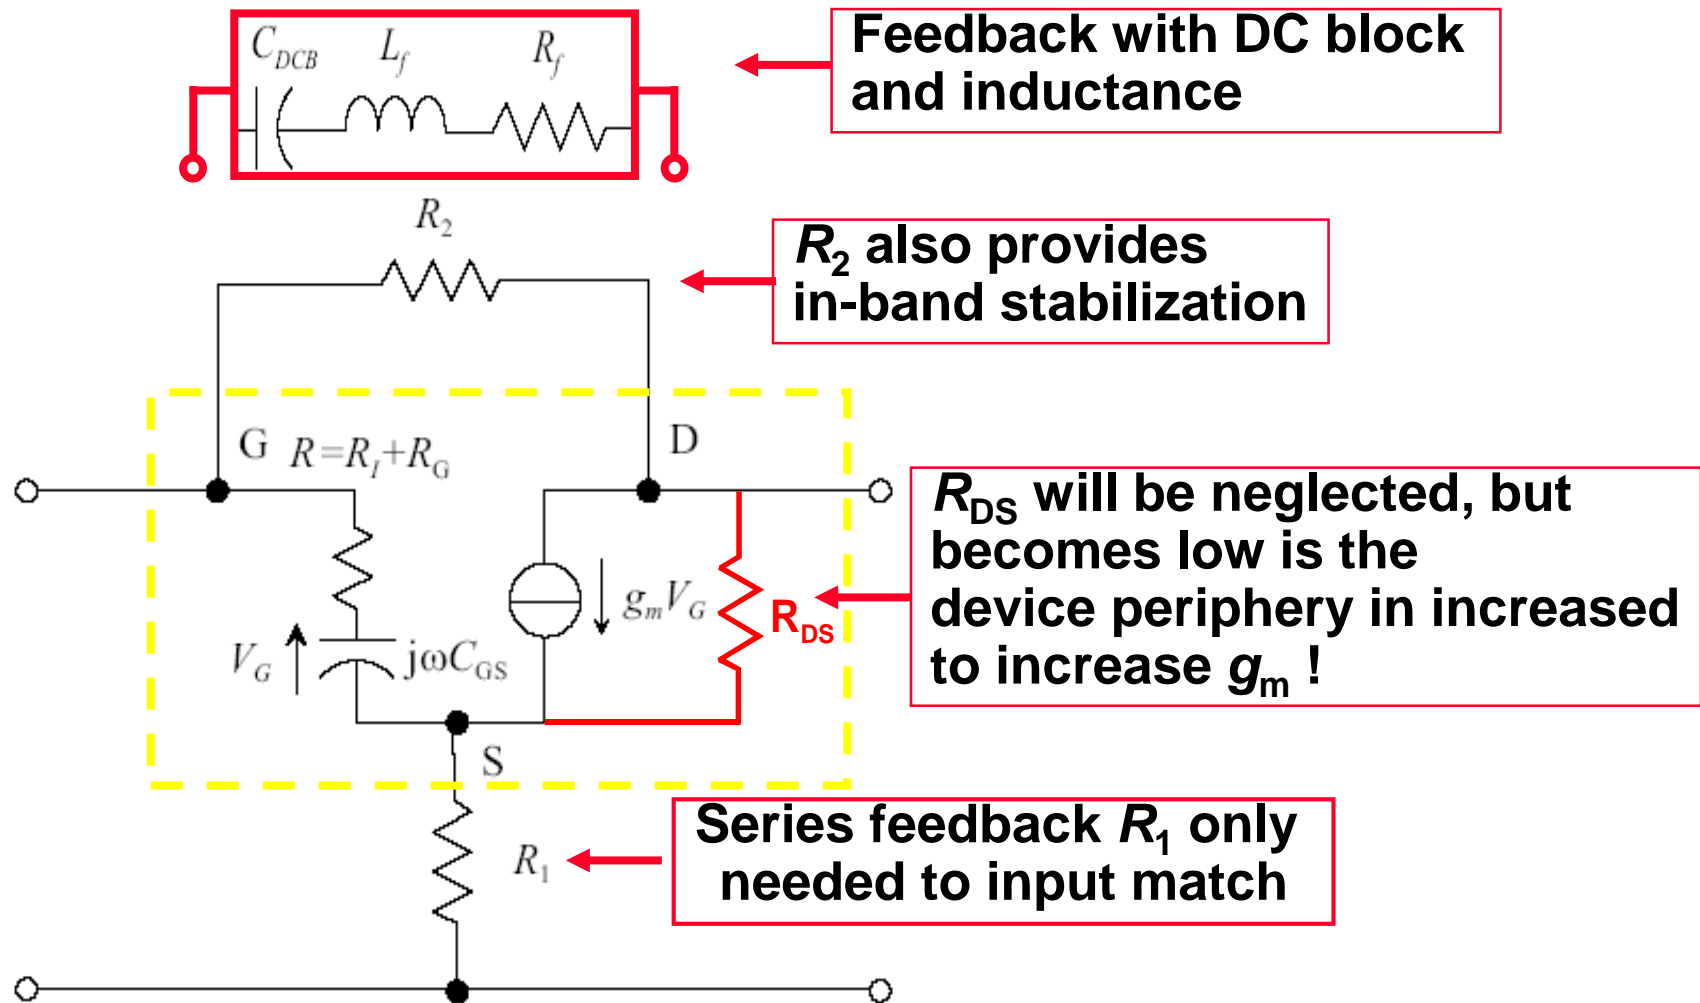 C_DCB L_f R_f
Feedback with DC block
and inductance
R_2
R_2 also provides
in-band stabilization
G R=R_I+R_G D
R_DS will be neglected, but
becomes low is the
device periphery in increased
to increase g_m !
V_G jωC_GS g_mV_G R_DS
S
R_1
Series feedback R_1 only
needed to input match